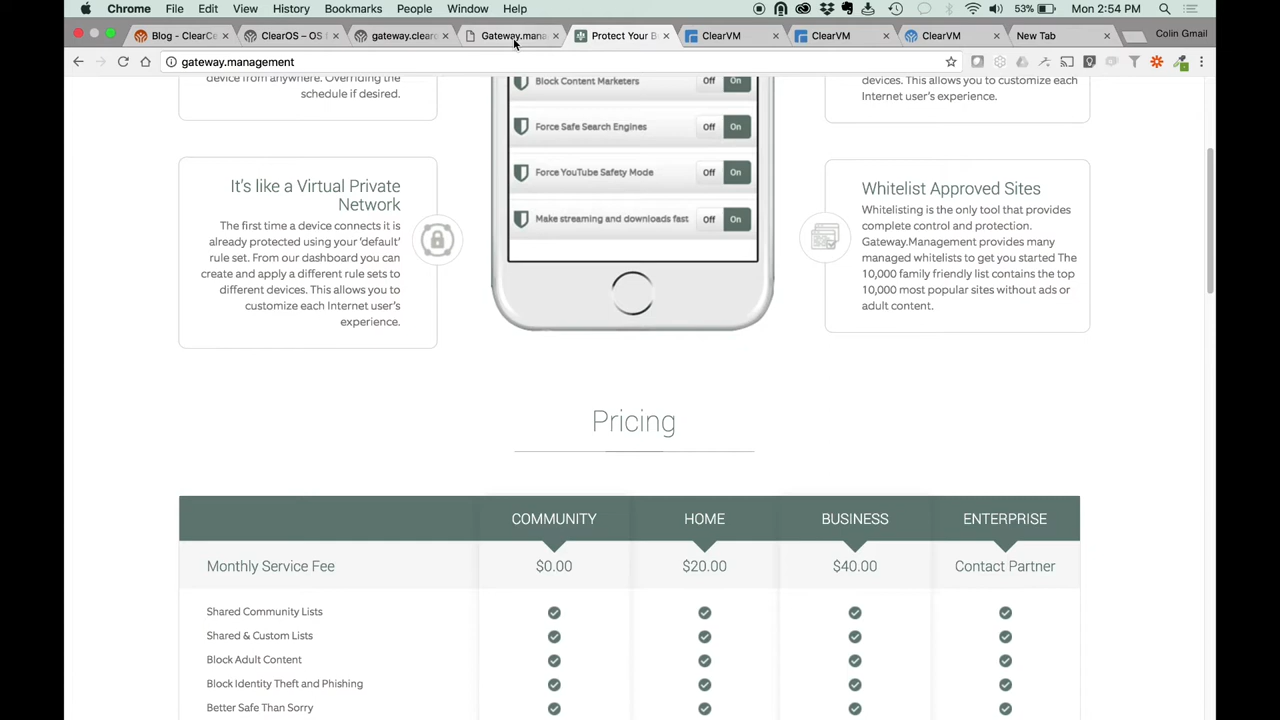 Chrome File Edit View History Bookmarks People Window Help 53% Mon 2:54 PM
Blog - ClearCe ClearOS – OS S gateway.cleare Gateway.mana Protect Your B ClearVM ClearVM ClearVM New Tab Colin Gmail
gateway.management
device from anywhere. Overriding the
schedule if desired.
It's like a Virtual Private
Network
The first time a device connects it is
already protected using your 'default'
rule set. From our dashboard you can
create and apply a different rule sets to
different devices. This allows you to
customize each Internet user's
experience.
Block Content Marketers Off On
Force Safe Search Engines Off On
Force YouTube Safety Mode Off On
Make streaming and downloads fast Off On
devices. This allows you to customize each
Internet user's experience.
Whitelist Approved Sites
Whitelisting is the only tool that provides
complete control and protection.
Gateway.Management provides many
managed whitelists to get you started The
10,000 family friendly list contains the top
10,000 most popular sites without ads or
adult content.
Pricing
COMMUNITY HOME BUSINESS ENTERPRISE
Monthly Service Fee $0.00 $20.00 $40.00 Contact Partner
Shared Community Lists
Shared & Custom Lists
Block Adult Content
Block Identity Theft and Phishing
Better Safe Than Sorry